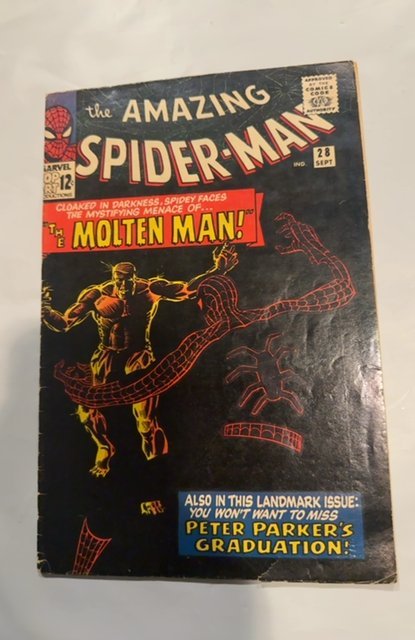 the AMAZING
SPIDER-MAN
APPROVED
BY THE
COMICS
CODE
AUTHORITY
MARVEL
12¢
IND.
28
SEPT
CLOAKED IN DARKNESS, SPIDEY FACES
THE MYSTIFYING MENACE OF...
"THE MOLTEN MAN!"
ALSO IN THIS LANDMARK ISSUE:
YOU WON'T WANT TO MISS
PETER PARKER'S
GRADUATION!